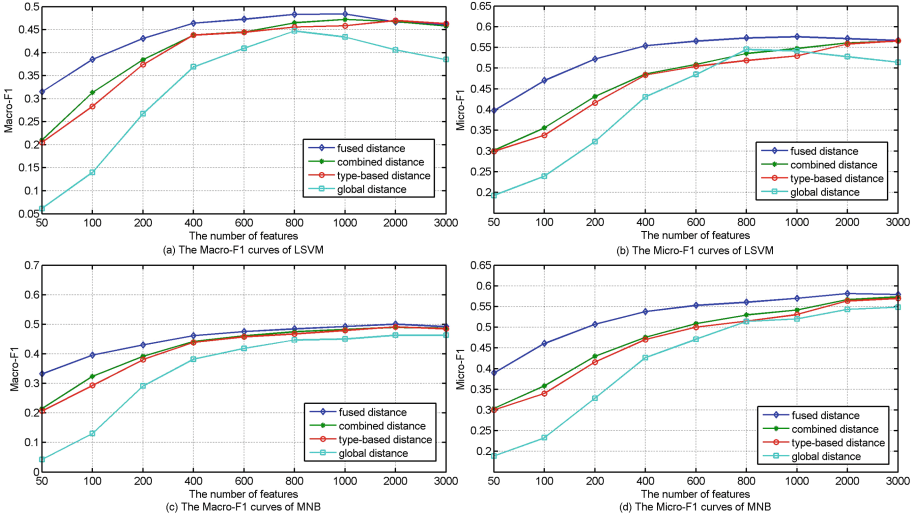 0.5
0.45
0.4
0.35
0.3
0.25
0.2
0.15
0.1
0.05
Macro-F1
fused distance
combined distance
type-based distance
global distance
50 100 200 400 600 800 1000 2000 3000
The number of features
(a) The Macro-F1 curves of LSVM
0.65
0.6
0.55
0.5
0.45
0.4
0.35
0.3
0.25
0.2
Micro-F1
fused distance
combined distance
type-based distance
global distance
50 100 200 400 600 800 1000 2000 3000
The number of features
(b) The Micro-F1 curves of LSVM
0.7
0.6
0.5
0.4
0.3
0.2
0.1
0
Macro-F1
fused distance
combined distance
type-based distance
global distance
50 100 200 400 600 800 1000 2000 3000
The number of features
(c) The Macro-F1 curves of MNB
0.65
0.6
0.55
0.5
0.45
0.4
0.35
0.3
0.25
0.2
Micro-F1
fused distance
combined distance
type-based distance
global distance
50 100 200 400 600 800 1000 2000 3000
The number of features
(d) The Micro-F1 curves of MNB